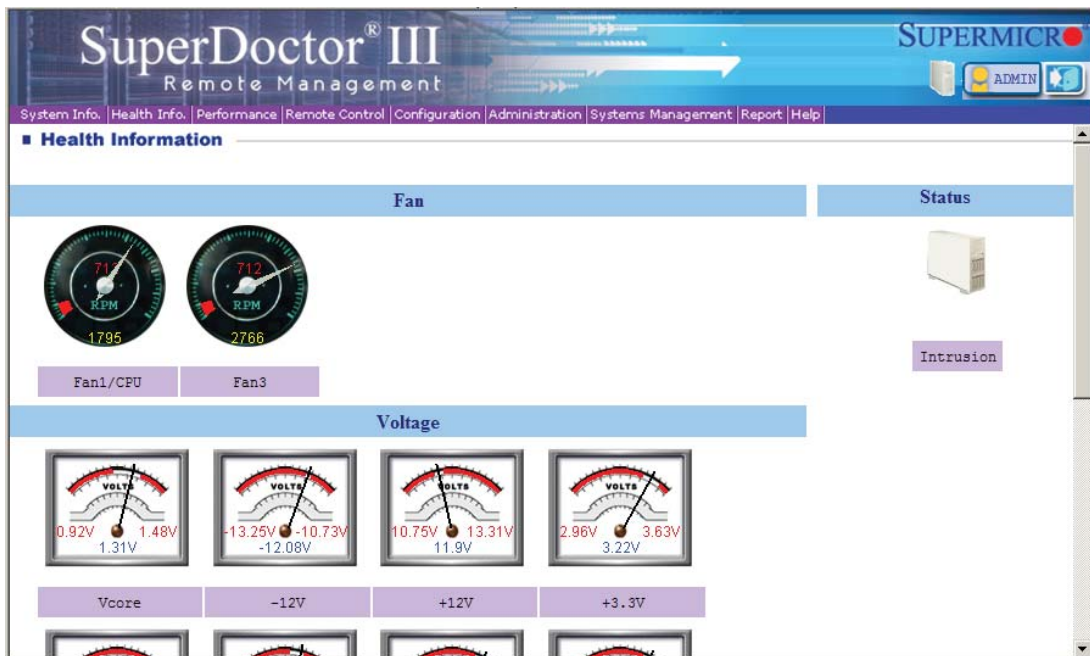 SuperDoctor® III
Remote Management
SUPERMICR
ADMIN
System Info. Health Info. Performance Remote Control Configuration Administration Systems Management Report Help
Health Information
Fan
Status
712
RPM
1795
712
RPM
2766
Fan1/CPU
Fan3
Intrusion
Voltage
VOLTS
0.92V 1.48V
1.31V
VOLTS
-13.25V -10.73V
-12.08V
VOLTS
10.75V 13.31V
11.9V
VOLTS
2.96V 3.63V
3.22V
Vcore
-12V
+12V
+3.3V